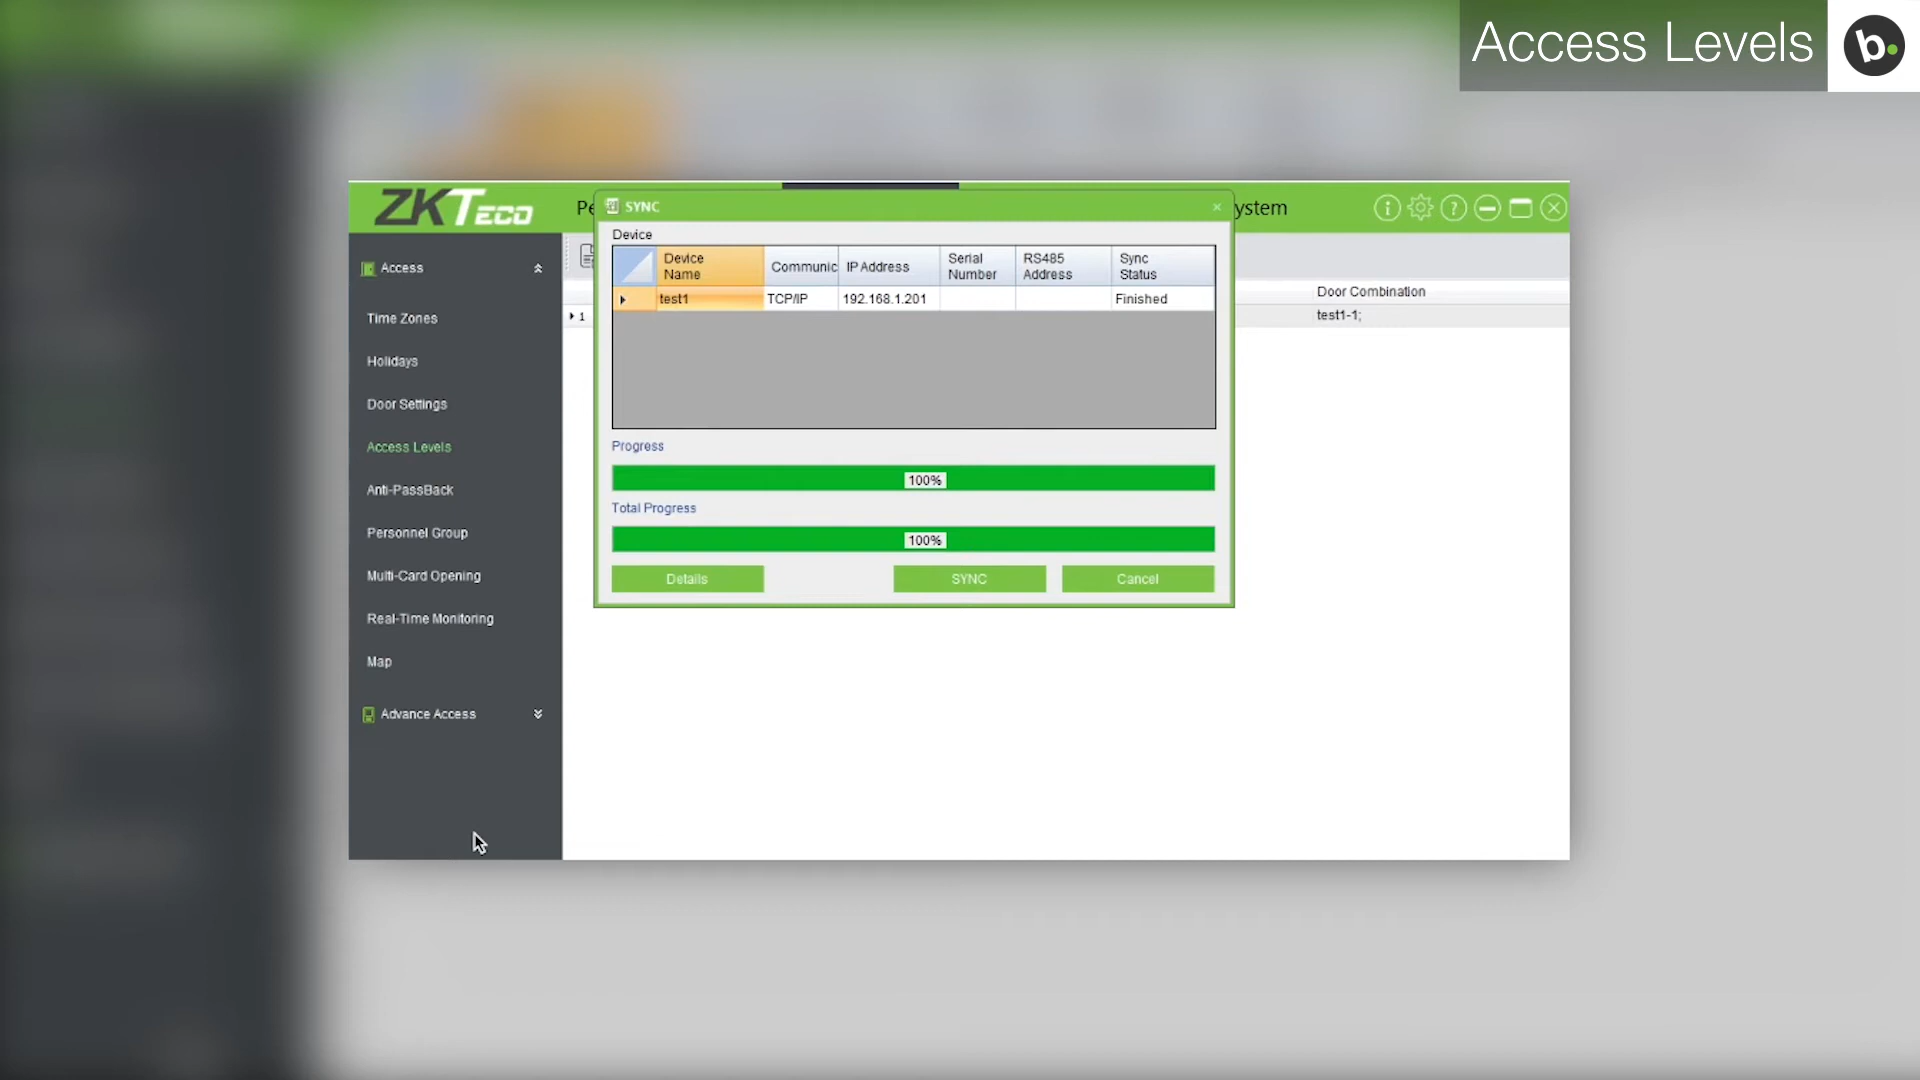 Access Levels
b.
ZKTeco
Pe
ystem
SYNC
Device
Device Name
Communic
IP Address
Serial Number
RS485 Address
Sync Status
test1
TCP/IP
192.168.1.201
Finished
Door Combination
1
test1-1;
Progress
100%
Total Progress
100%
Details
SYNC
Cancel
Access
Time Zones
Holidays
Door Settings
Access Levels
Anti-PassBack
Personnel Group
Multi-Card Opening
Real-Time Monitoring
Map
Advance Access